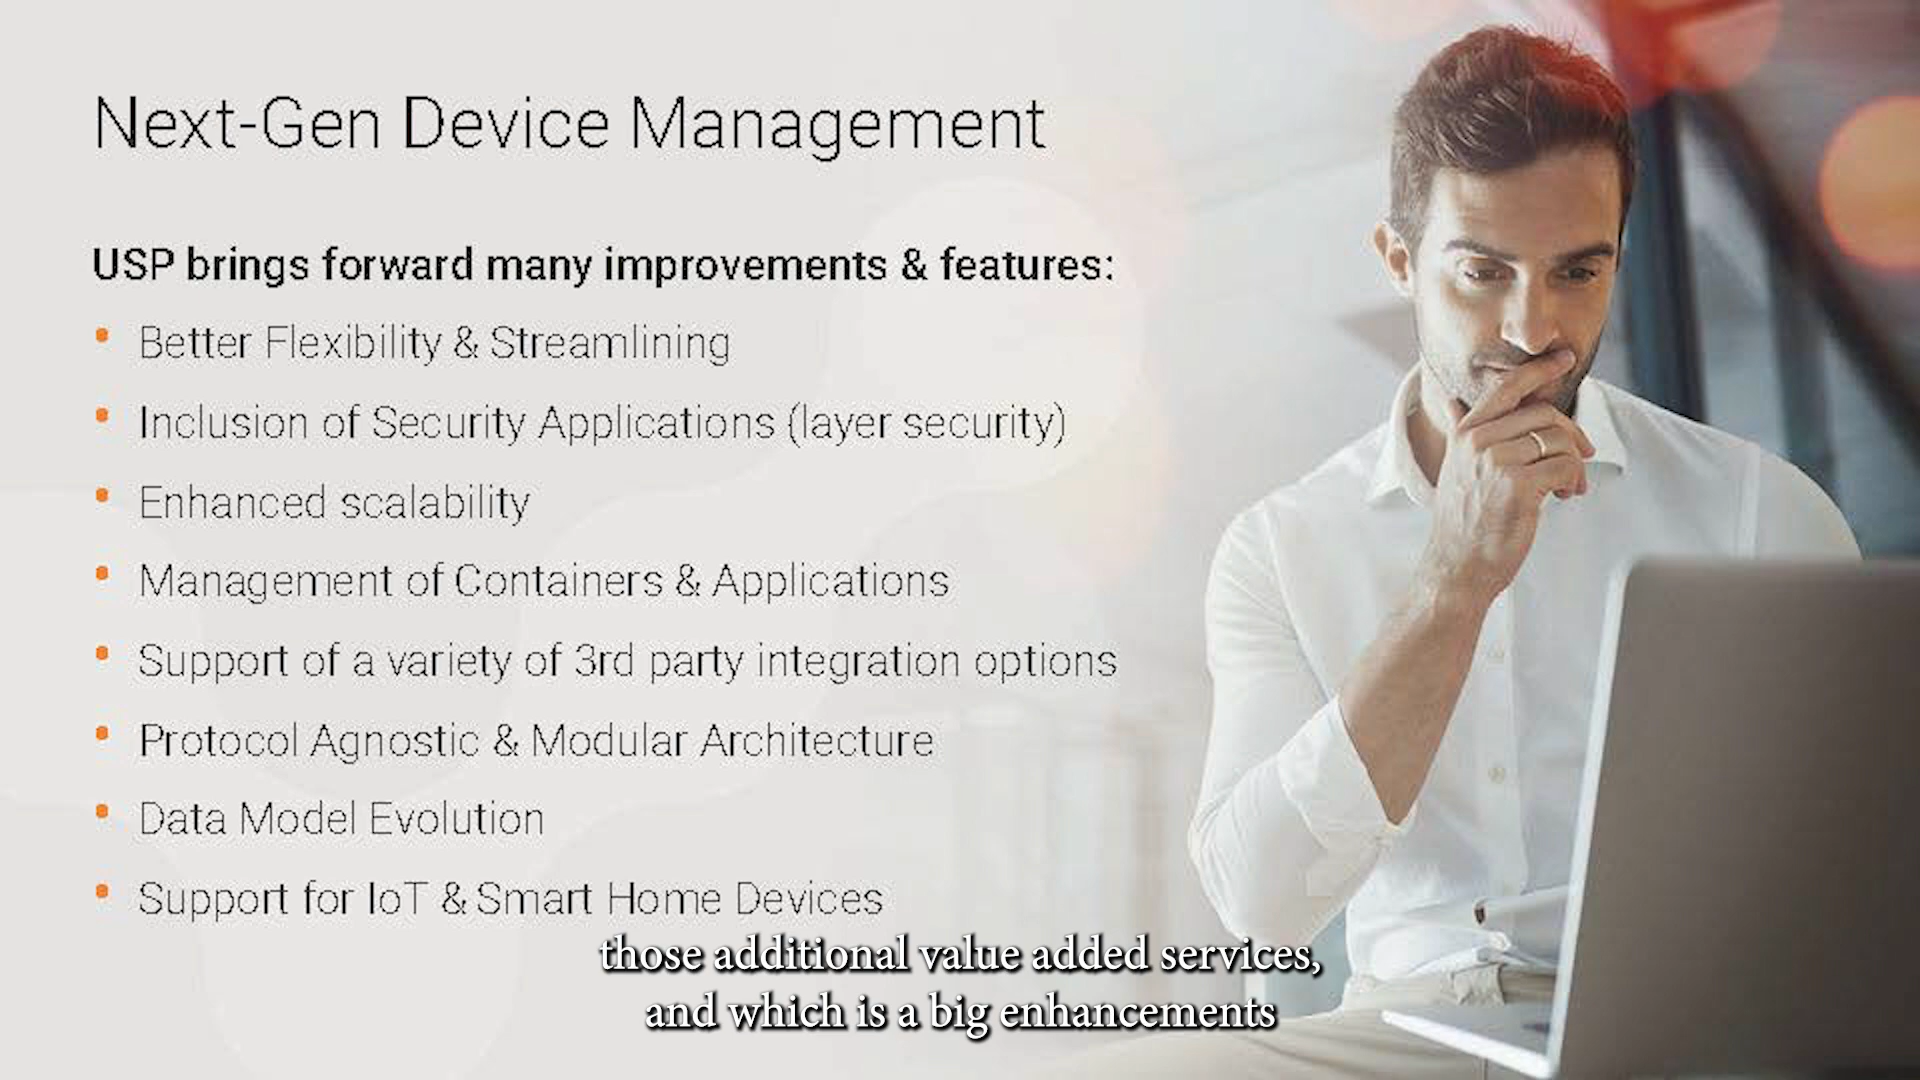 Next-Gen Device Management
USP brings forward many improvements & features:
• Better Flexibility & Streamlining
• Inclusion of Security Applications (layer security)
• Enhanced scalability
• Management of Containers & Applications
• Support of a variety of 3rd party integration options
• Protocol Agnostic & Modular Architecture
• Data Model Evolution
• Support for IoT & Smart Home Devices
those additional value added services,
and which is a big enhancements